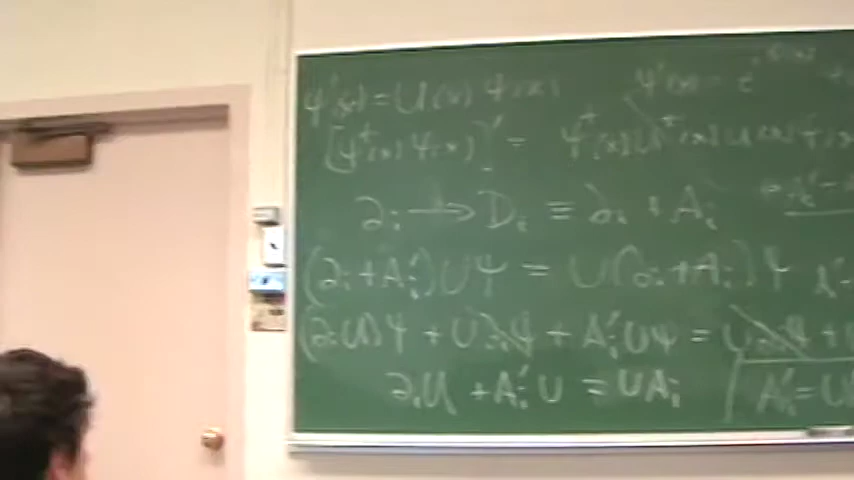 ψ'(x) = U(x) ψ(x) ψ'(x) = e
[ψ†(x) ψ(x)]' = ψ†(x) U†(x) U(x) ψ(x)
∂i → Di ≡ ∂i + Ai
(∂i + A'i) U ψ = U(∂i + Ai) ψ
(∂iU) ψ + U ∂iψ + A'i U ψ = U ∂iψ +
∂iU + A'i U = U Ai A'i = U